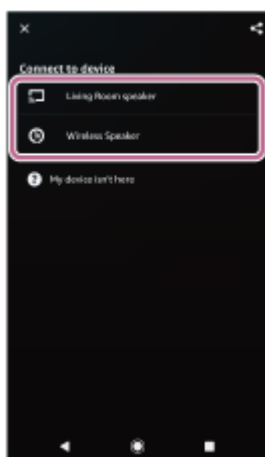 Connect to device
Living Room speaker
Wireless Speaker
My device isn't here